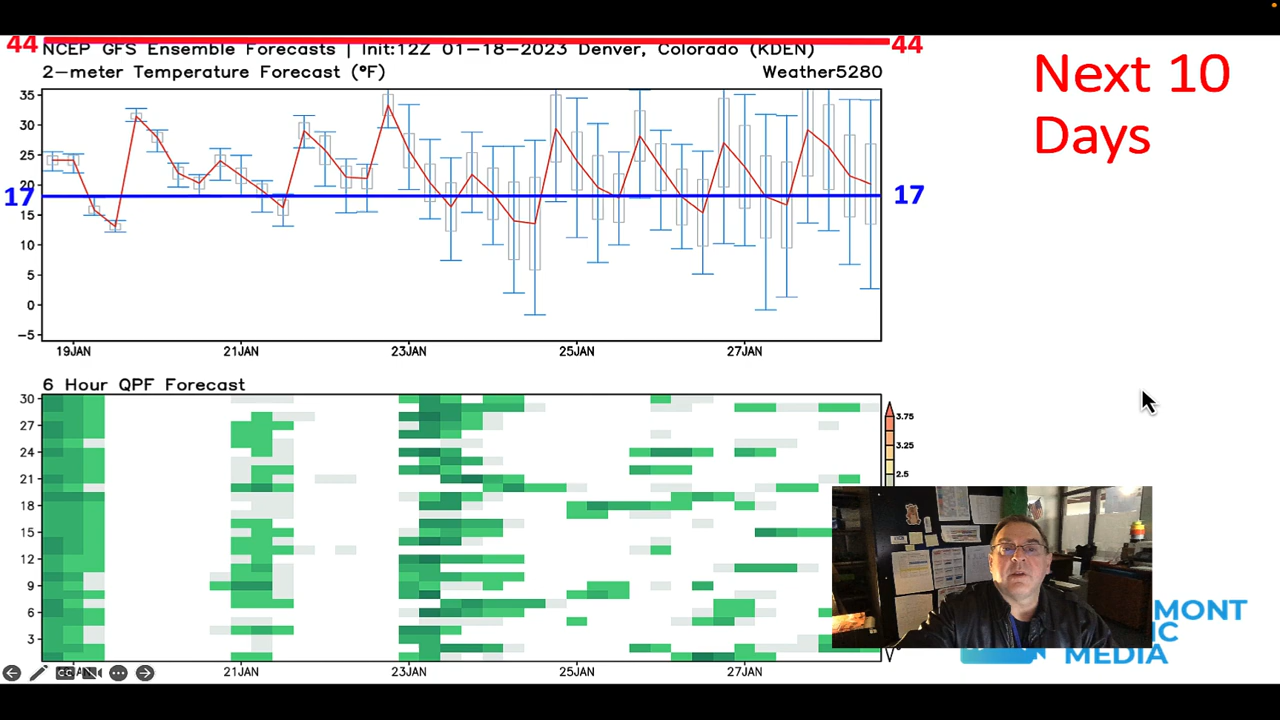 44
NCEP GFS Ensemble Forecasts | Init:12Z 01-18-2023 Denver, Colorado (KDEN)
44
2-meter Temperature Forecast (°F)
Weather5280
Next 10
Days
35
30
25
20
17
17
15
10
5
0
-5
19JAN
21JAN
23JAN
25JAN
27JAN
6 Hour QPF Forecast
30
27
24
21
18
15
12
9
6
3
3.75
3.25
2.5
21JAN
23JAN
25JAN
27JAN
CC
MONT
IC
MEDIA